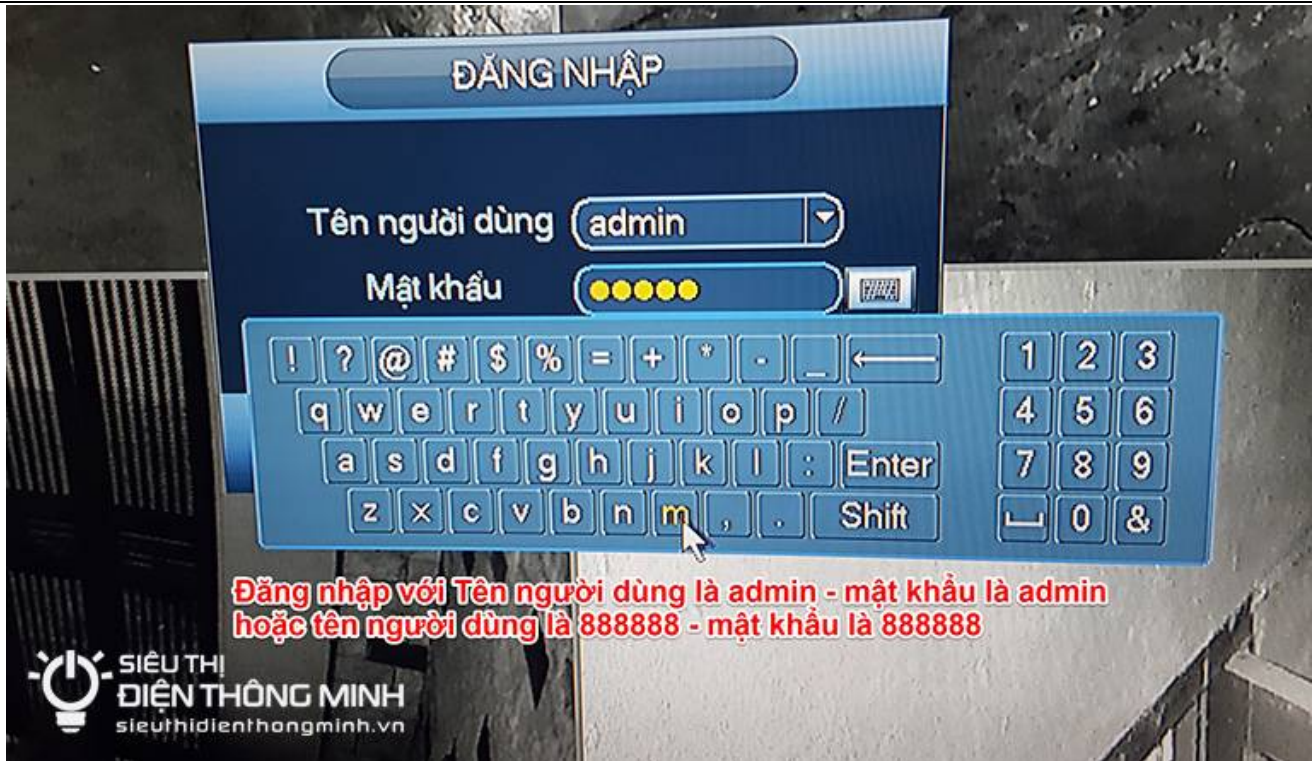 ĐĂNG NHẬP
Tên người dùng admin
Mật khẩu
! ? @ # $ % = + * - _ ←
1 2 3
q w e r t y u i o p /
4 5 6
a s d f g h j k l : Enter
7 8 9
z x c v b n m , . Shift
0 &
Đăng nhập với Tên người dùng là admin - mật khẩu là admin
hoặc tên người dùng là 888888 - mật khẩu là 888888
SIÊU THỊ
ĐIỆN THÔNG MINH
sieuthidienthongminh.vn